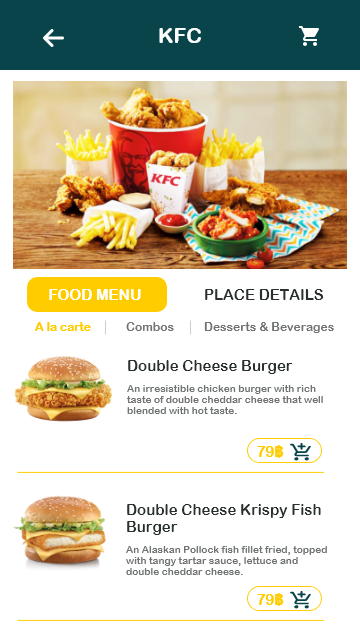 KFC
KFC
FOOD MENU
PLACE DETAILS
A la carte
Combos
Desserts & Beverages
Double Cheese Burger
An irresistible chicken burger with rich
taste of double cheddar cheese that well
blended with hot taste.
79฿
Double Cheese Krispy Fish
Burger
An Alaskan Pollock fish fillet fried, topped
with tangy tartar sauce, lettuce and
double cheddar cheese.
79฿